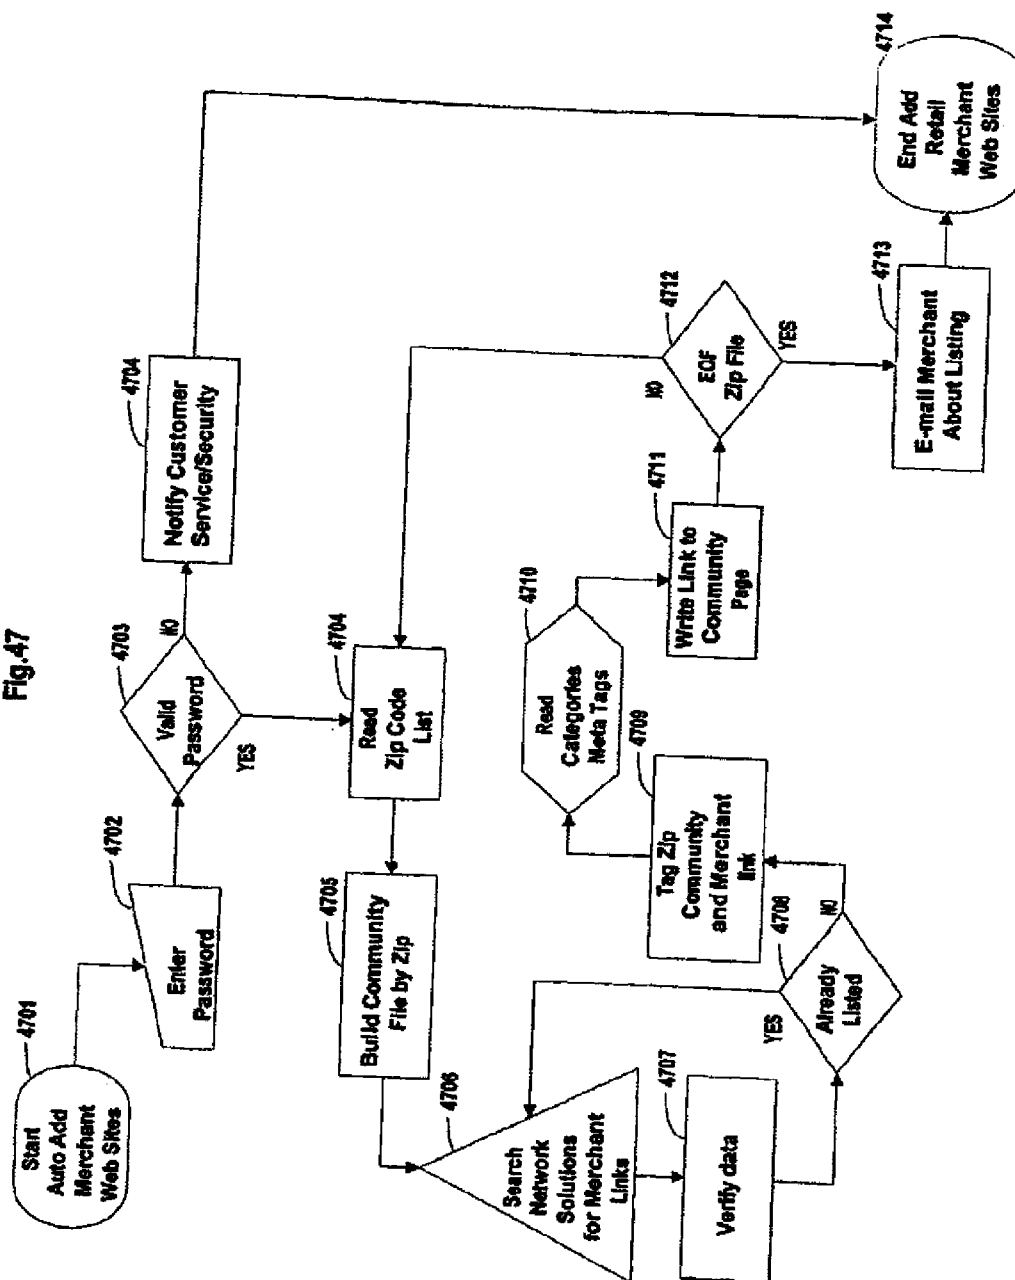 Fig.47
4701
Start
Auto Add
Merchant
Web Sites
4702
Enter
Password
4703
Valid
Password
NO
YES
4704
Notify Customer
Service/Security
4704
Read
Zip Code
List
4705
Build Community
File by Zip
4706
Search
Network
Solutions
for Merchant
Links
4707
Verify data
4708
Already
Listed
YES
NO
4709
Tag Zip
Community
and Merchant
link
4710
Read
Categories
Meta Tags
4711
Write Link to
Community
Page
4712
EOF
Zip File
NO
YES
4713
E-mail Merchant
About Listing
4714
End Add
Retail
Merchant
Web Sites